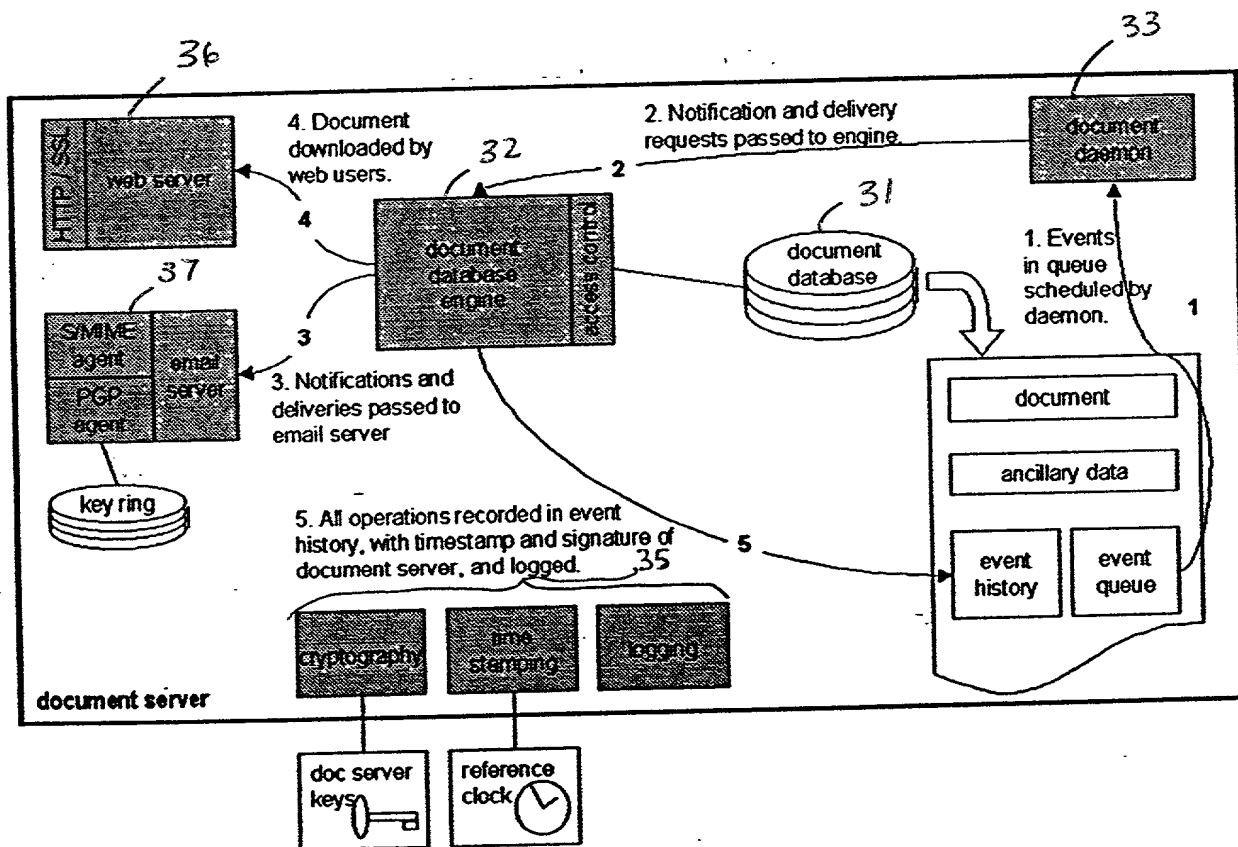 36
33
HTTP / SSL
web server
4. Document
downloaded by
web users.
4
32
2. Notification and delivery
requests passed to engine.
2
document
daemon
document
database
engine
access control
31
document
database
1. Events
in queue
scheduled by
daemon.
1
37
S/MIME
agent
PGP
agent
email
server
3
3. Notifications and
deliveries passed to
email server
key ring
document
ancillary data
event
history
event
queue
5
5. All operations recorded in event
history, with timestamp and signature of
document server, and logged.
35
cryptography
time
stamping
logging
document server
doc server
keys
reference
clock